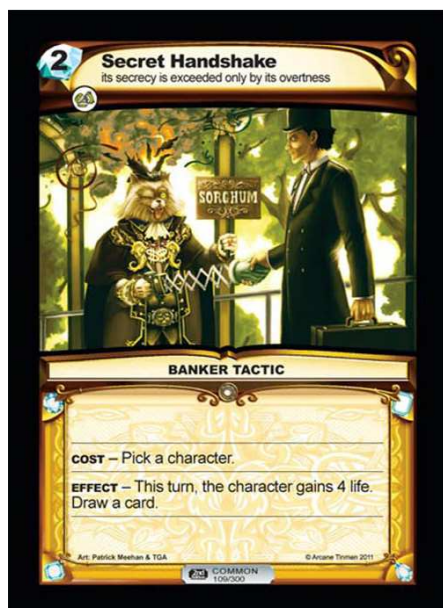 2
Secret Handshake
its secrecy is exceeded only by its overtness
SORGHUM
BANKER TACTIC
COST – Pick a character.
EFFECT – This turn, the character gains 4 life.
Draw a card.
Art: Patrick Meehan & TGA
© Arcane Tinmen 2011
COMMON
109/300